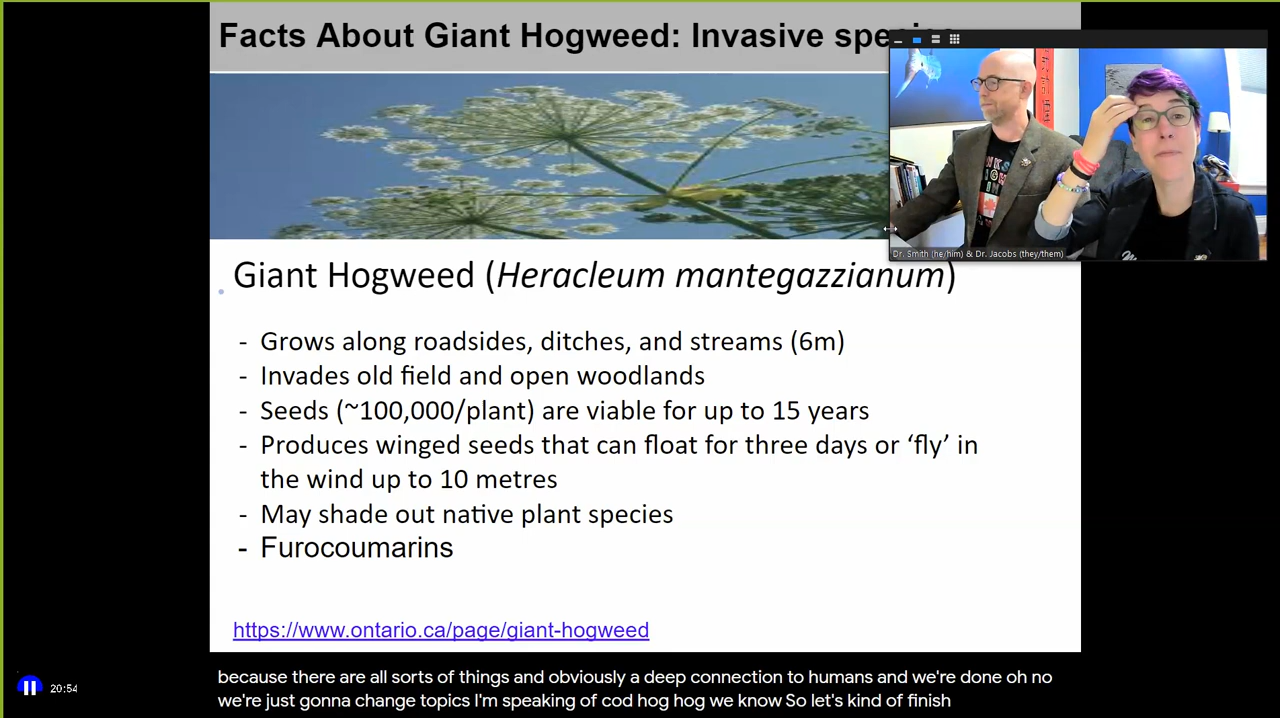 Facts About Giant Hogweed: Invasive spe
Dr. Smith (he/him) & Dr. Jacobs (they/them)
Giant Hogweed (Heracleum mantegazzianum)
- Grows along roadsides, ditches, and streams (6m)
- Invades old field and open woodlands
- Seeds (~100,000/plant) are viable for up to 15 years
- Produces winged seeds that can float for three days or ‘fly’ in
the wind up to 10 metres
- May shade out native plant species
- Furocoumarins
https://www.ontario.ca/page/giant-hogweed
because there are all sorts of things and obviously a deep connection to humans and we're done oh no
we're just gonna change topics I'm speaking of cod hog hog we know So let's kind of finish
20:54